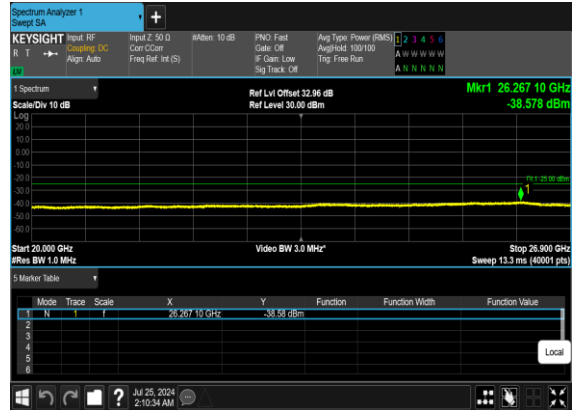 Spectrum Analyzer 1
Swept SA
+
KEYSIGHT Input: RF Input Z: 50 Ω #Atten: 10 dB PNO: Fast Avg Type: Power (RMS) 1 2 3 4 5 6
R T Coupling: DC Corr CCorr Gate: Off Avg|Hold: 100/100 A W W W W W
Align: Auto Freq Ref: Int (S) IF Gain: Low Trig: Free Run
Sig Track: Off A N N N N N
1 Spectrum Ref Lvl Offset 32.96 dB Mkr1 26.267 10 GHz
Scale/Div 10 dB Ref Level 30.00 dBm -38.578 dBm
Log
20.0
10.0
0.00
-10.0
-20.0
-30.0
-40.0
-50.0
-60.0
1
Start 20.000 GHz Video BW 3.0 MHz* Stop 26.900 GHz
#Res BW 1.0 MHz Sweep 13.3 ms (40001 pts)
5 Marker Table
Mode Trace Scale X Y Function Function Width Function Value
1 N 1 f 26.267 10 GHz -38.58 dBm
2
3
4
5
6
Local
? Jul 25, 2024
2:10:34 AM